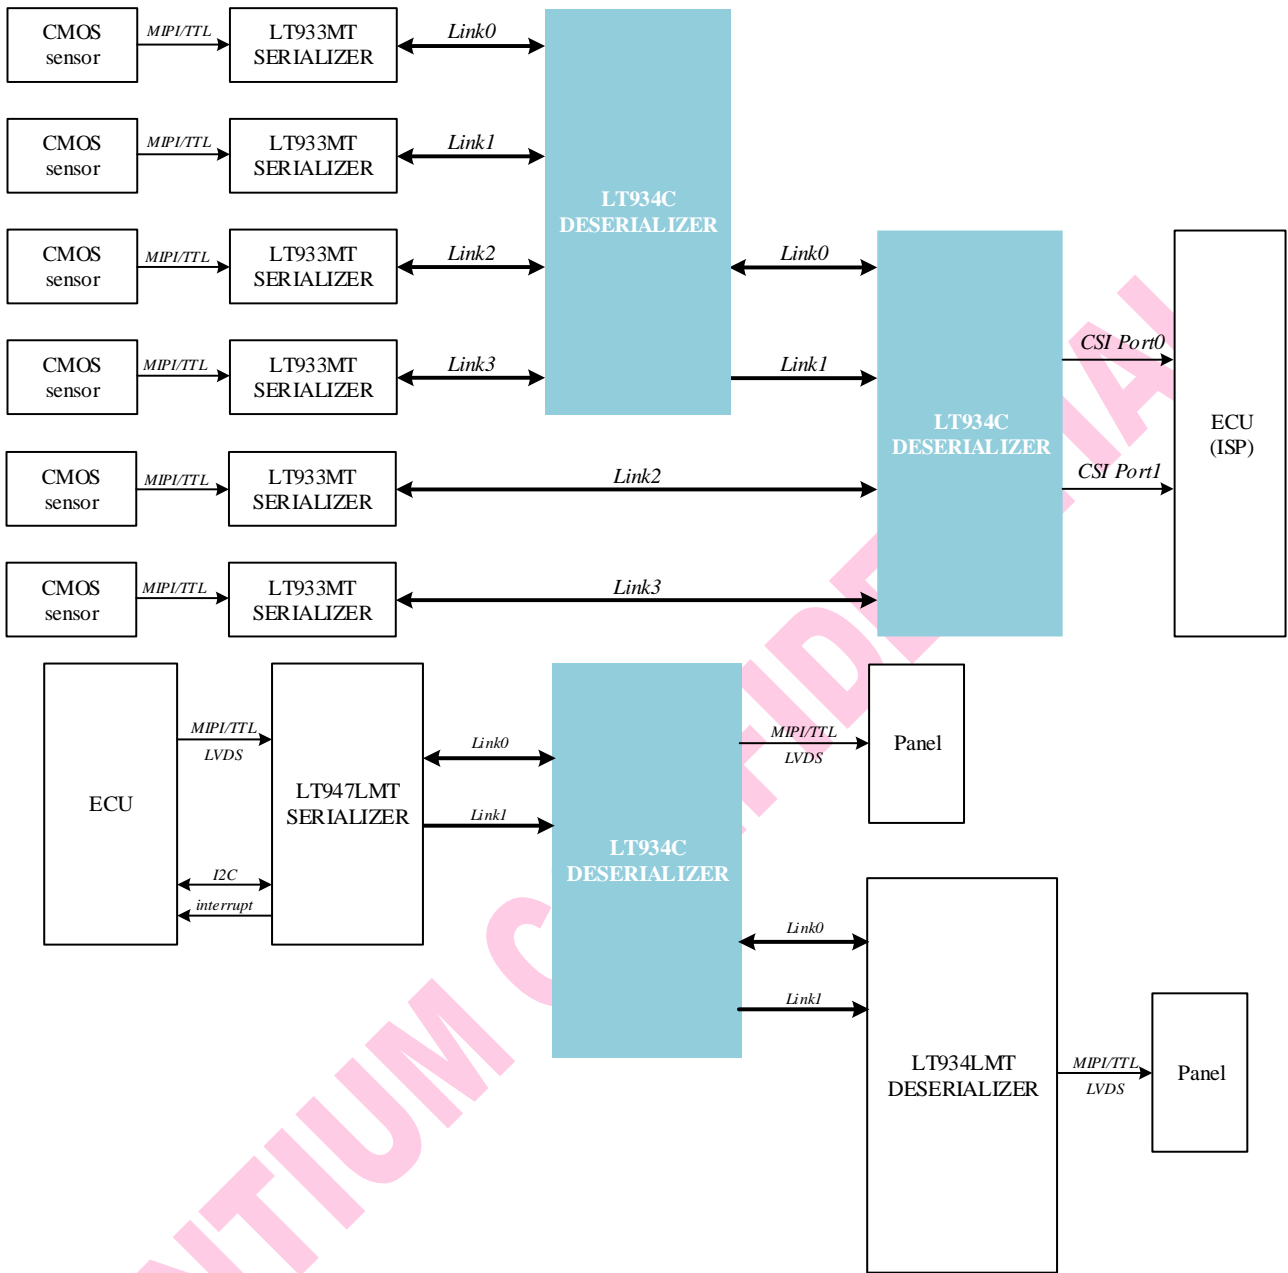 CMOS
sensor
MIPI/TTL
LT933MT
SERIALIZER
Link0
CMOS
sensor
MIPI/TTL
LT933MT
SERIALIZER
Link1
LT934C
DESERIALIZER
CMOS
sensor
MIPI/TTL
LT933MT
SERIALIZER
Link2
Link0
CMOS
sensor
MIPI/TTL
LT933MT
SERIALIZER
Link3
Link1
CSI Port0
LT934C
DESERIALIZER
ECU
(ISP)
CMOS
sensor
MIPI/TTL
LT933MT
SERIALIZER
Link2
CSI Port1
CMOS
sensor
MIPI/TTL
LT933MT
SERIALIZER
Link3
ECU
MIPI/TTL
LVDS
I2C
interrupt
LT947LMT
SERIALIZER
Link0
Link1
LT934C
DESERIALIZER
MIPI/TTL
LVDS
Panel
Link0
Link1
LT934LMT
DESERIALIZER
MIPI/TTL
LVDS
Panel